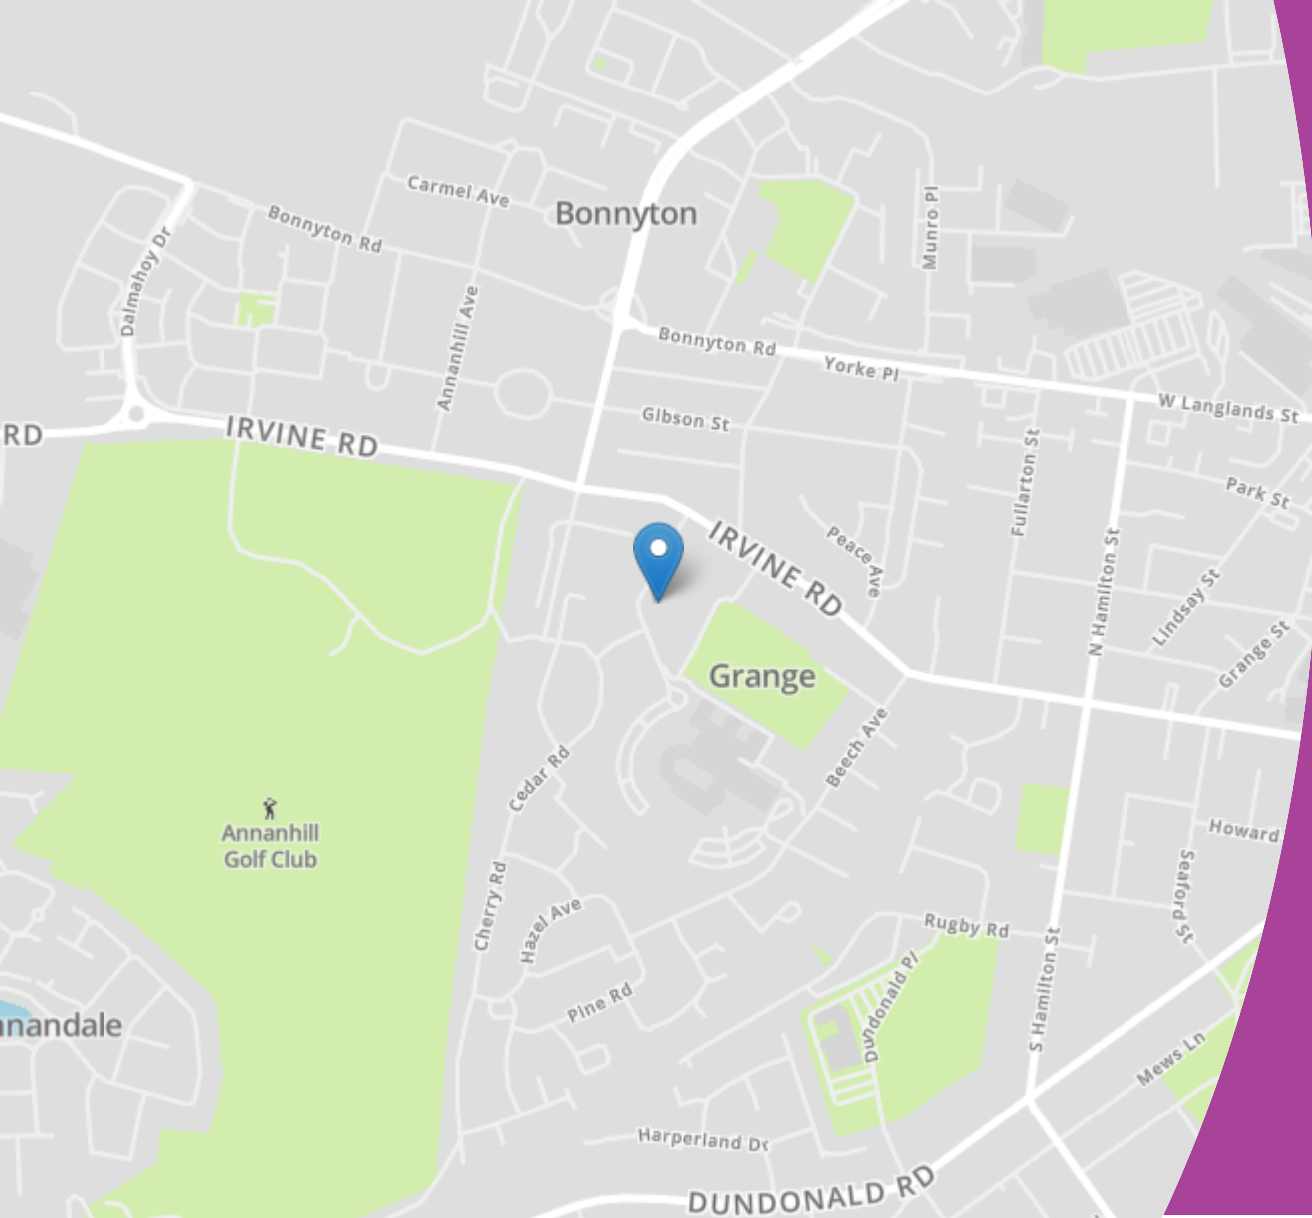 Carmel Ave
Bonnyton
Munro Pl
Bonnyton Rd
Dalmahoy Dr
Annanhill Ave
Bonnyton Rd
Yorke Pl
W Langlands St
Gibson St
RD
IRVINE RD
Fullarton St
Park St
IRVINE RD
Peace Ave
N Hamilton St
Lindsay St
Grange St
Grange
Beech Ave
Cedar Rd
Annanhill
Golf Club
Howard
Seaford St
Cherry Rd
Hazel Ave
Rugby Rd
Pine Rd
Dundonald Pl
S Hamilton St
nnandale
Mews Ln
Harperland Dr
DUNDONALD RD